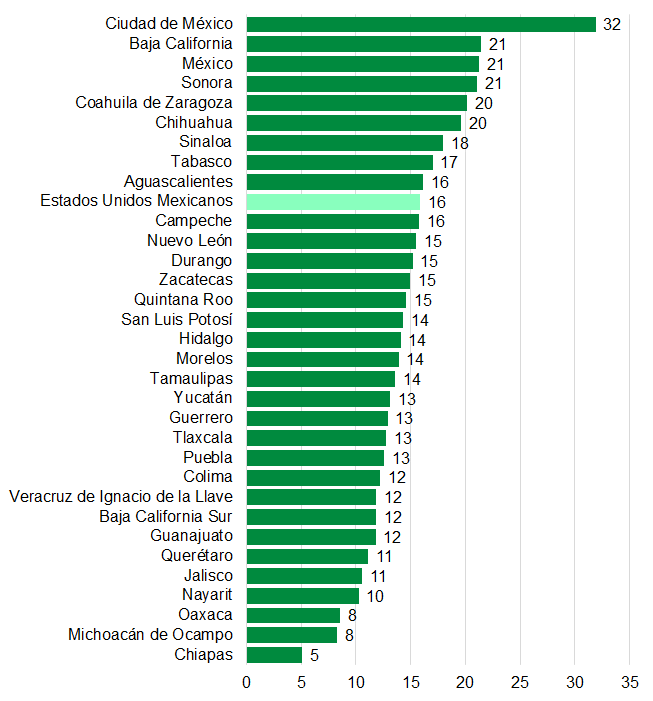 Ciudad de México 32
Baja California 21
México 21
Sonora 21
Coahuila de Zaragoza 20
Chihuahua 20
Sinaloa 18
Tabasco 17
Aguascalientes 16
Estados Unidos Mexicanos 16
Campeche 16
Nuevo León 15
Durango 15
Zacatecas 15
Quintana Roo 15
San Luis Potosí 14
Hidalgo 14
Morelos 14
Tamaulipas 14
Yucatán 13
Guerrero 13
Tlaxcala 13
Puebla 13
Colima 12
Veracruz de Ignacio de la Llave 12
Baja California Sur 12
Guanajuato 12
Querétaro 11
Jalisco 11
Nayarit 10
Oaxaca 8
Michoacán de Ocampo 8
Chiapas 5
0 5 10 15 20 25 30 35